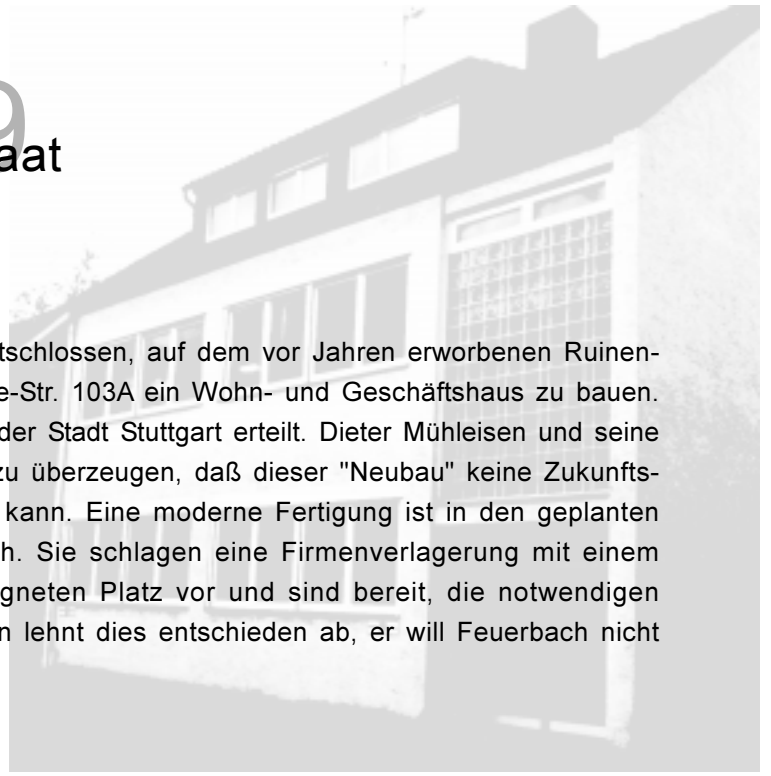 9
aat
tschlossen, auf dem vor Jahren erworbenen Ruinen-
e-Str. 103A ein Wohn- und Geschäftshaus zu bauen.
der Stadt Stuttgart erteilt. Dieter Mühleisen und seine
zu überzeugen, daß dieser "Neubau" keine Zukunfts-
kann. Eine moderne Fertigung ist in den geplanten
h. Sie schlagen eine Firmenverlagerung mit einem
gneten Platz vor und sind bereit, die notwendigen
n lehnt dies entschieden ab, er will Feuerbach nicht